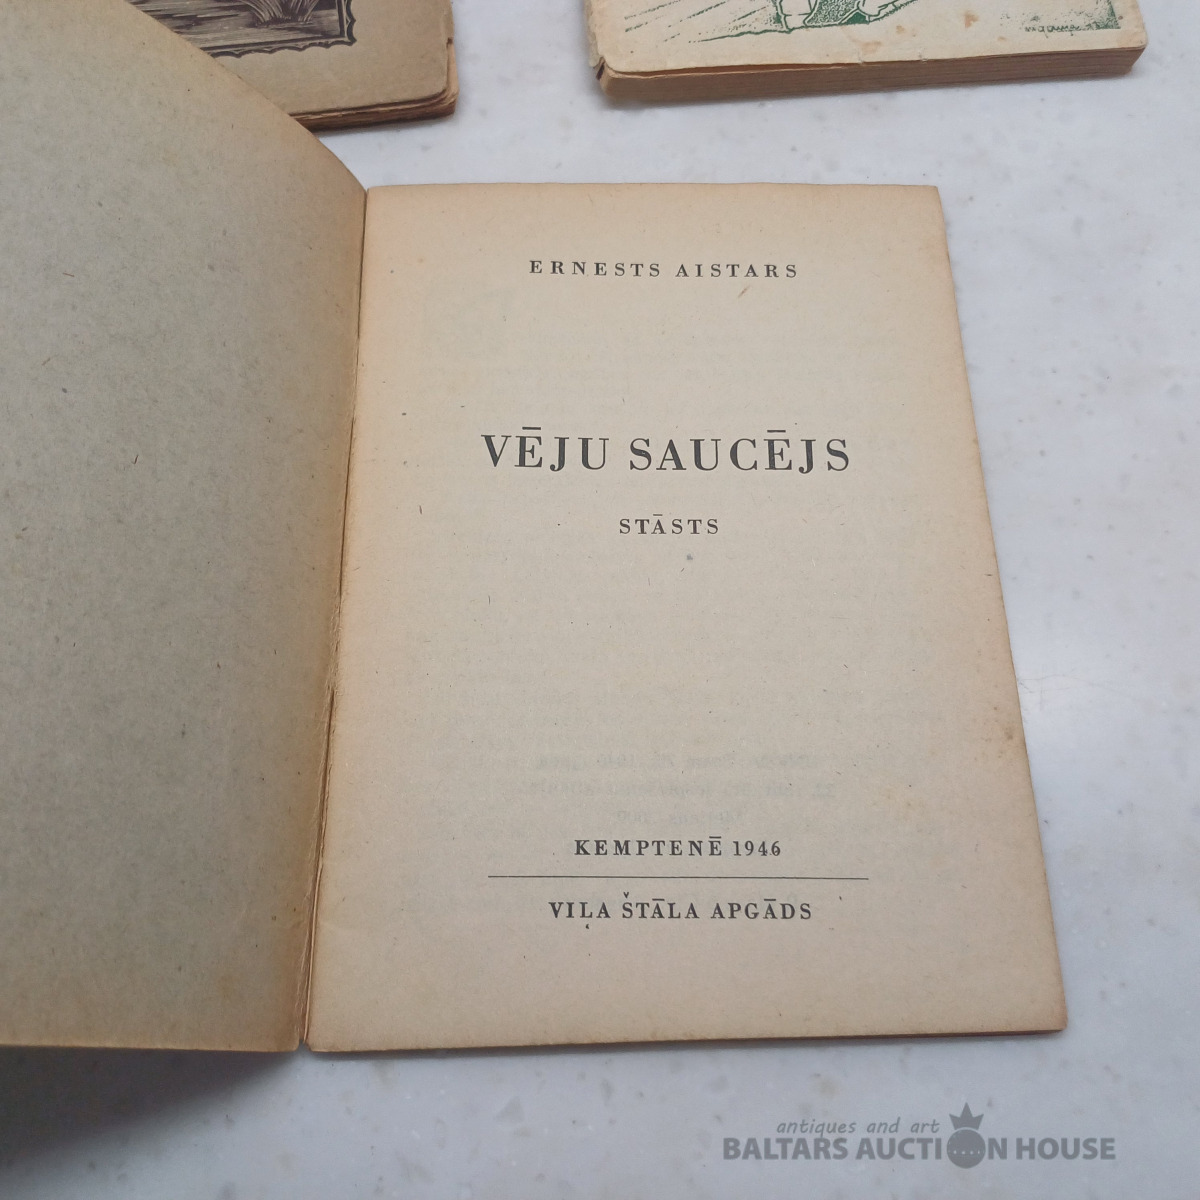 ERNESTS AISTARS
VĒJU SAUCĒJS
STĀSTS
KEMPTENĒ 1946
VIĻA ŠTĀLA APGĀDS
antiques and art
BALTARS AUCTION HOUSE